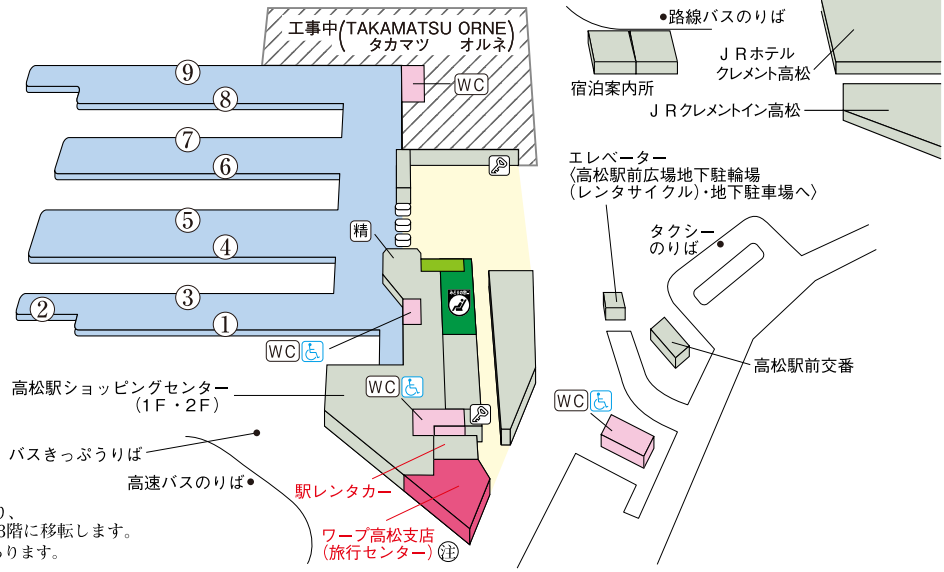 工事中(TAKAMATSU ORNE)
タカマツ オルネ
⑨
⑧
⑦
⑥
⑤
④
③
②
①
WC
精
WC
WC
高松駅ショッピングセンター
(1F・2F)
バスきっぷうりば
高速バスのりば
駅レンタカー
ワープ高松支店
(旅行センター)注
り、
3階に移転します。
ります。
路線バスのりば
宿泊案内所
JRホテル
クレメント高松
JRクレメントイン高松
エレベーター
〈高松駅前広場地下駐輪場
(レンタサイクル)・地下駐車場へ〉
タクシー
のりば
高松駅前交番
WC